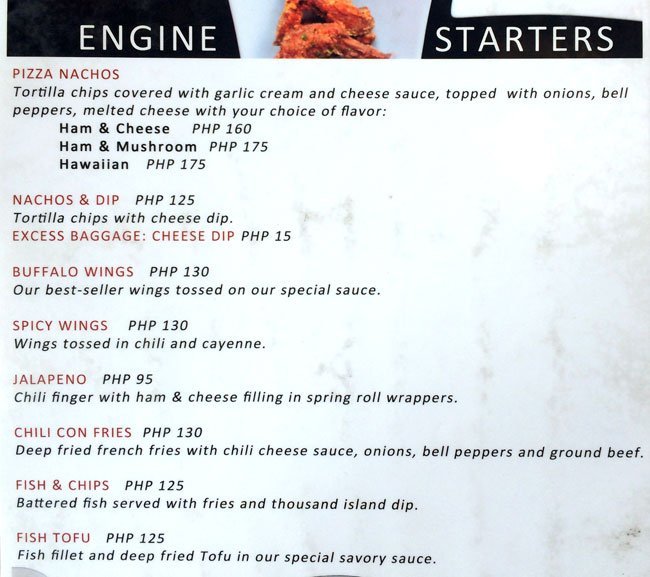 ENGINE STARTERS
PIZZA NACHOS
Tortilla chips covered with garlic cream and cheese sauce, topped with onions, bell
peppers, melted cheese with your choice of flavor:
Ham & Cheese PHP 160
Ham & Mushroom PHP 175
Hawaiian PHP 175
NACHOS & DIP PHP 125
Tortilla chips with cheese dip.
EXCESS BAGGAGE: CHEESE DIP PHP 15
BUFFALO WINGS PHP 130
Our best-seller wings tossed on our special sauce.
SPICY WINGS PHP 130
Wings tossed in chili and cayenne.
JALAPENO PHP 95
Chili finger with ham & cheese filling in spring roll wrappers.
CHILI CON FRIES PHP 130
Deep fried french fries with chili cheese sauce, onions, bell peppers and ground beef.
FISH & CHIPS PHP 125
Battered fish served with fries and thousand island dip.
FISH TOFU PHP 125
Fish fillet and deep fried Tofu in our special savory sauce.